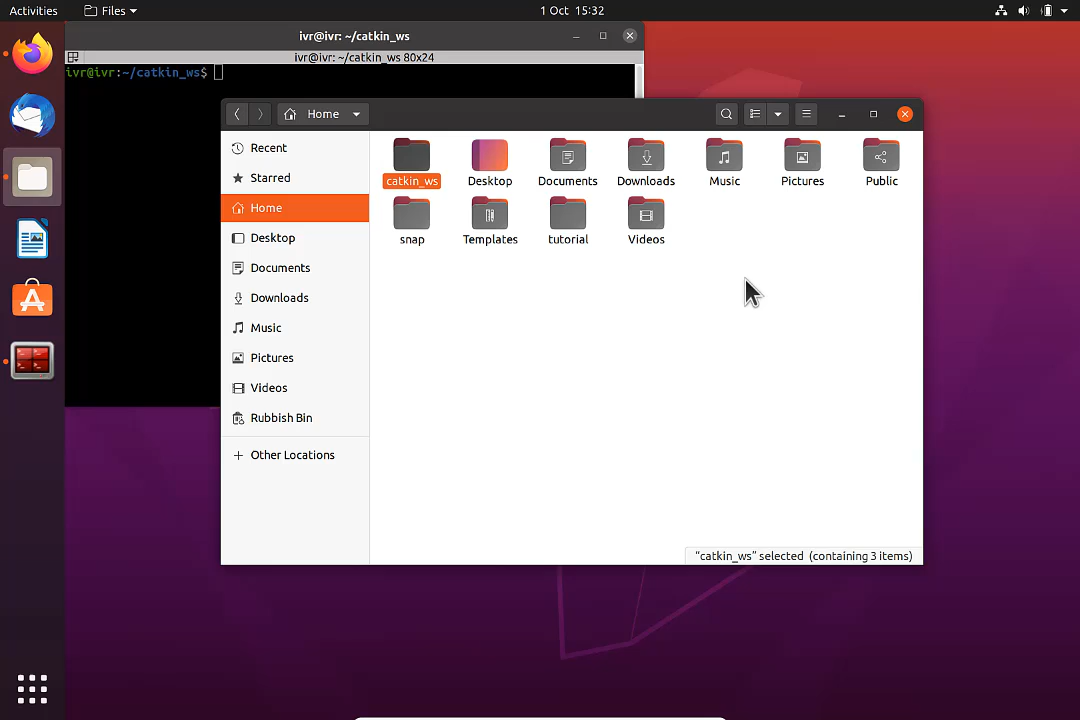 Activities
Files
1 Oct 15:32
ivr@ivr: ~/catkin_ws
ivr@ivr: ~/catkin_ws 80x24
ivr@ivr:~/catkin_ws$
Home
Recent
Starred
Home
Desktop
Documents
Downloads
Music
Pictures
Videos
Rubbish Bin
Other Locations
catkin_ws
Desktop
Documents
Downloads
Music
Pictures
Public
snap
Templates
tutorial
Videos
“catkin_ws” selected (containing 3 items)